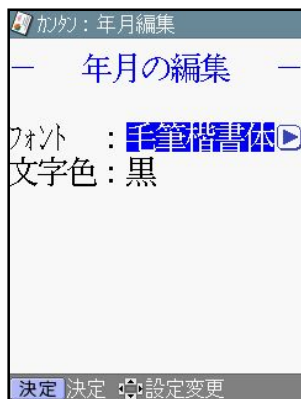 ｶﾝﾀﾝ：年月編集
－ 年月の編集 －
ﾌｫﾝﾄ ：毛筆楷書体
文字色：黒
決定 決定 設定変更